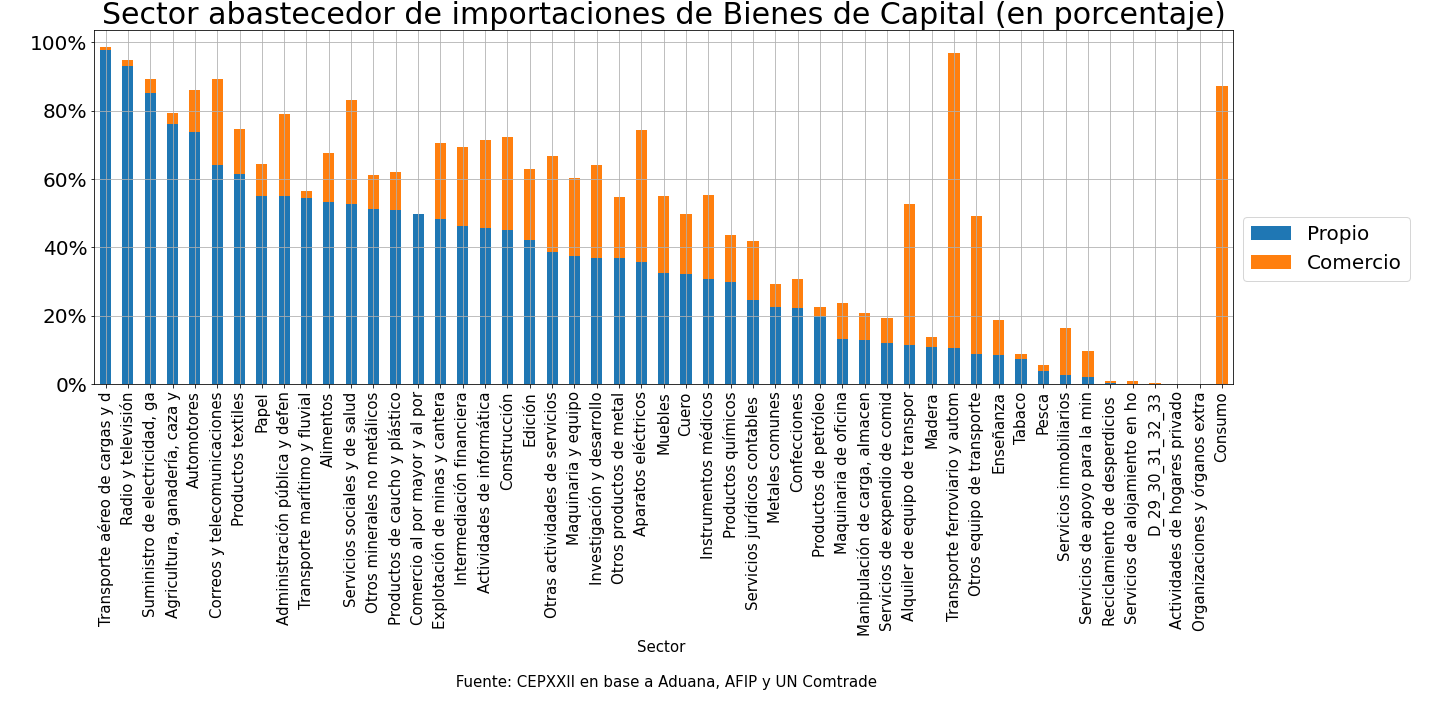 Sector abastecedor de importaciones de Bienes de Capital (en porcentaje)
100%
80%
60%
40%
20%
0%
Propio
Comercio
Transporte aéreo de cargas y d
Radio y televisión
Suministro de electricidad, ga
Agricultura, ganadería, caza y
Automotores
Correos y telecomunicaciones
Productos textiles
Papel
Administración pública y defen
Transporte marítimo y fluvial
Alimentos
Servicios sociales y de salud
Otros minerales no metálicos
Productos de caucho y plástico
Comercio al por mayor y al por
Explotación de minas y cantera
Intermediación financiera
Actividades de informática
Construcción
Edición
Otras actividades de servicios
Maquinaria y equipo
Investigación y desarrollo
Otros productos de metal
Aparatos eléctricos
Muebles
Cuero
Instrumentos médicos
Productos químicos
Servicios jurídicos contables
Metales comunes
Confecciones
Productos de petróleo
Maquinaria de oficina
Manipulación de carga, almacen
Servicios de expendio de comid
Alquiler de equipo de transpor
Madera
Transporte ferroviario y autom
Otros equipo de transporte
Enseñanza
Tabaco
Pesca
Servicios inmobiliarios
Servicios de apoyo para la min
Reciclamiento de desperdicios
Servicios de alojamiento en ho
D_29_30_31_32_33
Actividades de hogares privado
Organizaciones y órganos extra
Consumo
Sector
Fuente: CEPXXII en base a Aduana, AFIP y UN Comtrade